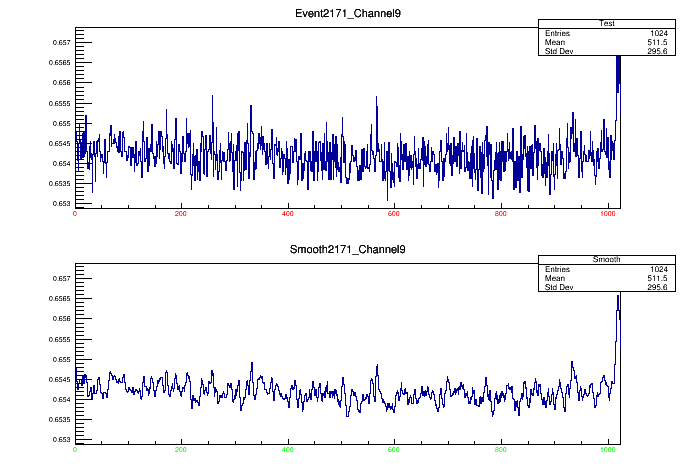 Event2171_Channel9
Test
Entries 1024
Mean 511.5
Std Dev 295.6
0.657
0.6565
0.656
0.6555
0.655
0.6545
0.654
0.6535
0.653
0 200 400 600 800 1000
Smooth2171_Channel9
Smooth
Entries 1024
Mean 511.5
Std Dev 295.6
0.657
0.6565
0.656
0.6555
0.655
0.6545
0.654
0.6535
0.653
0 200 400 600 800 1000